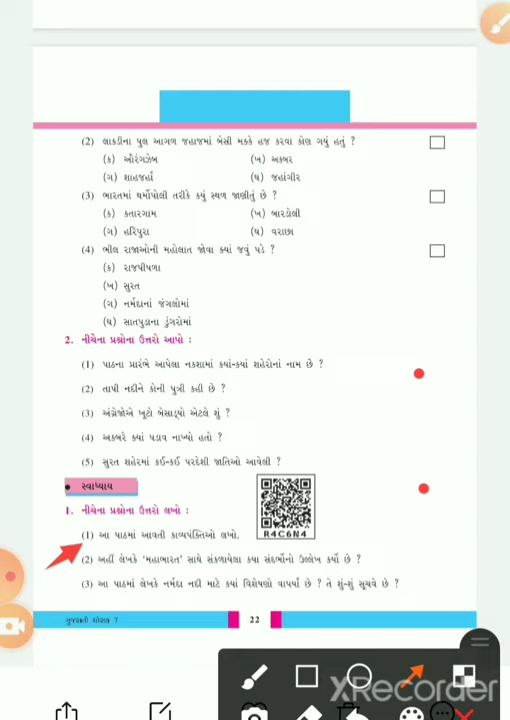 (2) લાકડીના પુલ આગળ જહાજમાં બેસી મક્કે હજ કરવા કોણ ગયું હતું ?
(ક) ઔરંગઝેબ (ખ) અકબર
(ગ) શાહજહાઁ (ઘ) જહાંગીર
(3) ભારતમાં થર્મોપોલી તરીકે કયું સ્થળ જાણીતું છે ?
(ક) કતારગામ (ખ) બારડોલી
(ગ) હરિપુરા (ઘ) વરાછા
(4) ભીલ રાજાઓની મહોલાત જોવા ક્યાં જવું પડે ?
(ક) રાજપીપળા
(ખ) સુરત
(ગ) નર્મદાનાં જંગલોમાં
(ઘ) સાતપુડાના ડુંગરોમાં
2. નીચેના પ્રશ્નોના ઉત્તરો આપો :
(1) પાઠના પ્રારંભે આપેલા નકશામાં ક્યાં-ક્યાં શહેરોનાં નામ છે ?
(2) તાપી નદીને કોની પુત્રી કહી છે ?
(3) અંગ્રેજોએ ખૂટો બેસાડ્યો એટલે શું ?
(4) અકબરે ક્યાં પડાવ નાખ્યો હતો ?
(5) સુરત શહેરમાં કઈ-કઈ પરદેશી જાતિઓ આવેલી ?
• સ્વાધ્યાય
1. નીચેના પ્રશ્નોના ઉત્તરો લખો :
(1) આ પાઠમાં આવતી કાવ્યપંક્તિઓ લખો.
R4C6N4
(2) અહીં લેખકે 'મહાભારત' સાથે સંકળાયેલા કયા સંદર્ભોનો ઉલ્લેખ કર્યો છે ?
(3) આ પાઠમાં લેખકે નર્મદા નદી માટે ક્યાં વિશેષણો વાપર્યાં છે ? તે શું-શું સૂચવે છે ?
ગુજરાતી ધોરણ 7 22
XRecorder